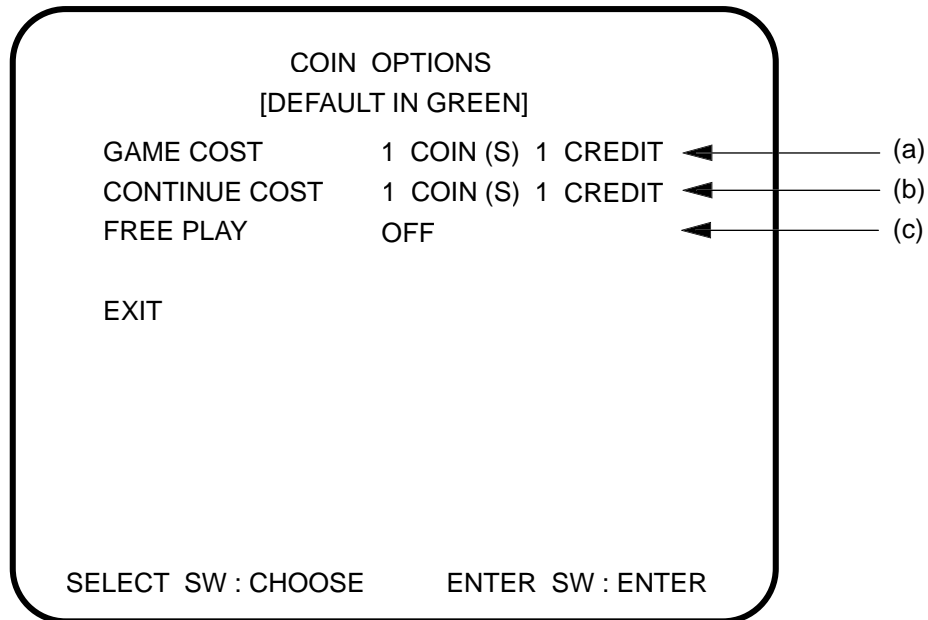 COIN OPTIONS
[DEFAULT IN GREEN]
GAME COST 1 COIN (S) 1 CREDIT (a)
CONTINUE COST 1 COIN (S) 1 CREDIT (b)
FREE PLAY OFF (c)
EXIT
SELECT SW : CHOOSE ENTER SW : ENTER